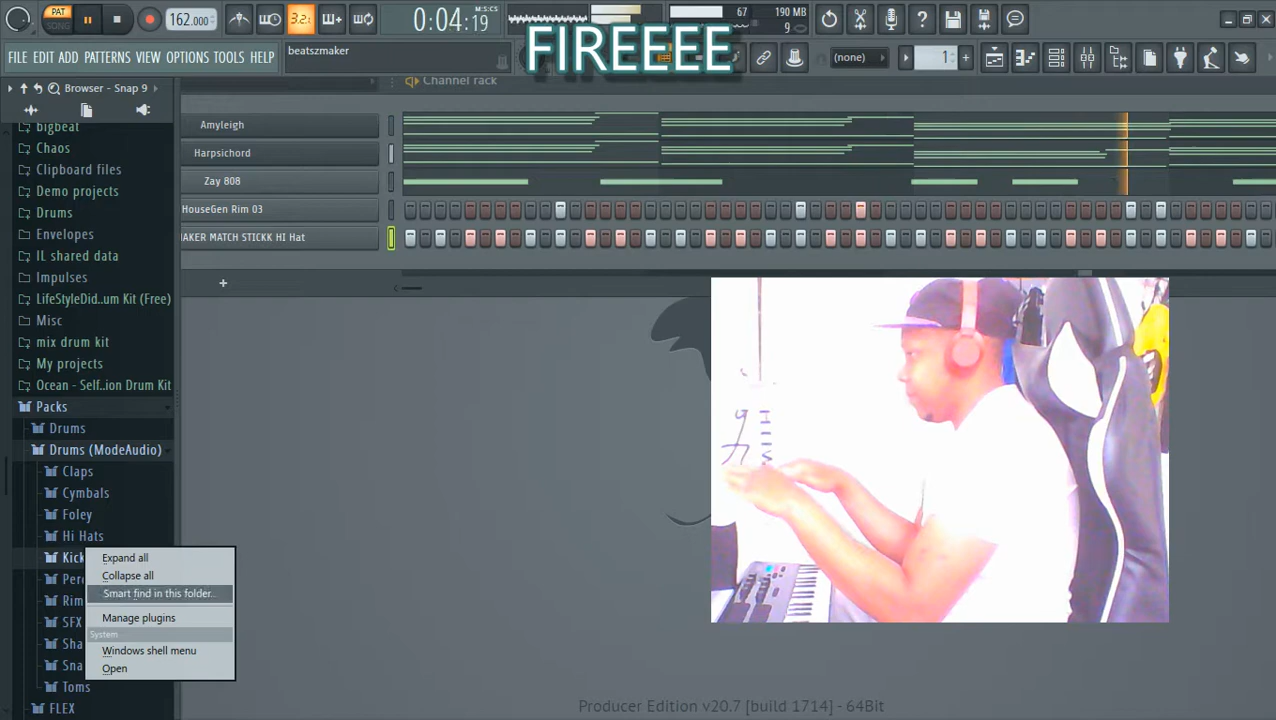 PAT
SONG
162.000
3.2:
0:04:19
M:S:CS
67
190 MB
9
FILE EDIT ADD PATTERNS VIEW OPTIONS TOOLS HELP
beatszmaker
FIREEEE
(none)
1
Browser - Snap 9
Channel rack
bigbeat
Chaos
Clipboard files
Demo projects
Drums
Envelopes
IL shared data
Impulses
LifeStyleDid..um Kit (Free)
Misc
mix drum kit
My projects
Ocean - Self...ion Drum Kit
Packs
Drums
Drums (ModeAudio)
Claps
Cymbals
Foley
Hi Hats
Kick
Per
Rim
SFX
Sha
Sna
Toms
FLEX
Amyleigh
Harpsichord
Zay 808
HouseGen Rim 03
MAKER MATCH STICKK HI Hat
+
Expand all
Collapse all
Smart find in this folder...
Manage plugins
System
Windows shell menu
Open
Producer Edition v20.7 [build 1714] - 64Bit